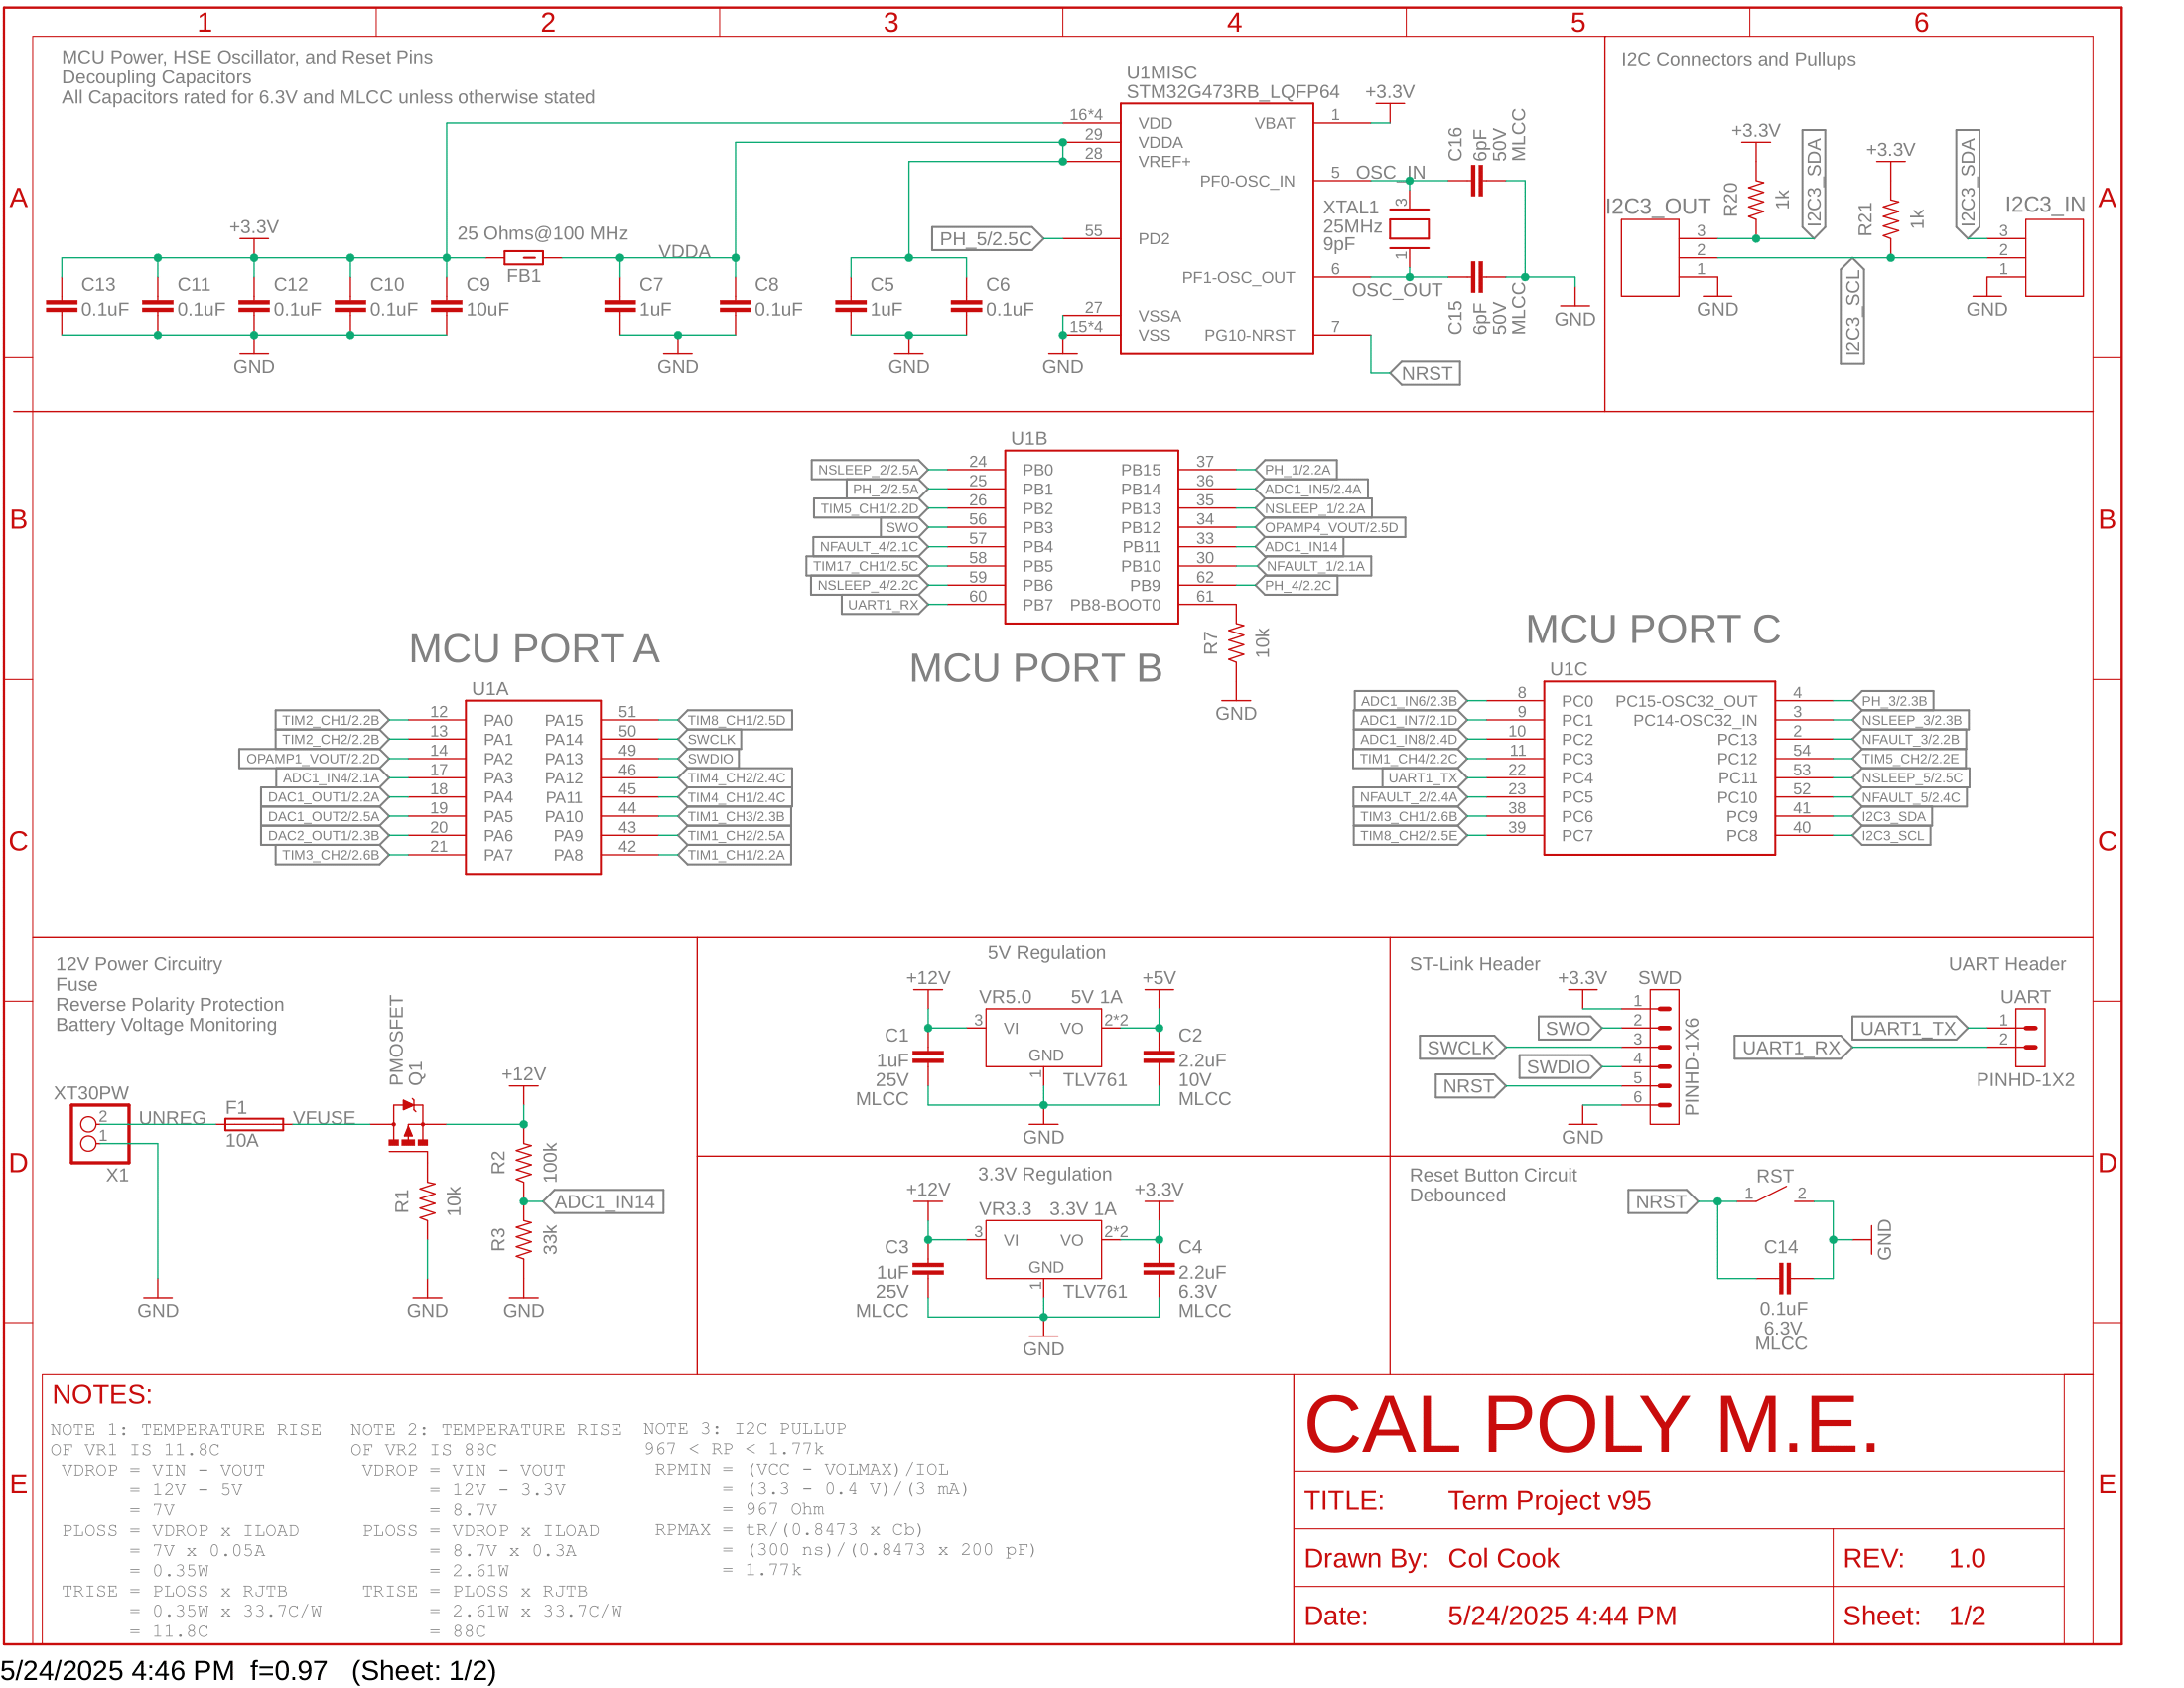 1 2 3 4 5 6
A
B
C
D
E
A
B
C
D
E
MCU Power, HSE Oscillator, and Reset Pins
Decoupling Capacitors
All Capacitors rated for 6.3V and MLCC unless otherwise stated
+3.3V
C13
0.1uF
C11
0.1uF
C12
0.1uF
C10
0.1uF
C9
10uF
GND
25 Ohms@100 MHz
FB1
VDDA
C7
1uF
C8
0.1uF
GND
C5
1uF
C6
0.1uF
GND
PH_5/2.5C
U1MISC
STM32G473RB_LQFP64
16*4 VDD
29 VDDA
28 VREF+
55 PD2
27 VSSA
15*4 VSS
GND
VBAT 1
+3.3V
PF0-OSC_IN 5 OSC_IN
PF1-OSC_OUT 6 OSC_OUT
PG10-NRST 7
NRST
XTAL1
25MHz
9pF
3
1
C16
6pF
50V
MLCC
C15
6pF
50V
MLCC
GND
I2C Connectors and Pullups
I2C3_OUT
3
2
1
GND
+3.3V
R20
1k
I2C3_SDA
+3.3V
R21
1k
I2C3_SCL
I2C3_SDA
I2C3_IN
3
2
1
GND
U1B
NSLEEP_2/2.5A 24 PB0
PH_2/2.5A 25 PB1
TIM5_CH1/2.2D 26 PB2
SWO 56 PB3
NFAULT_4/2.1C 57 PB4
TIM17_CH1/2.5C 58 PB5
NSLEEP_4/2.2C 59 PB6
UART1_RX 60 PB7
PB15 37 PH_1/2.2A
PB14 36 ADC1_IN5/2.4A
PB13 35 NSLEEP_1/2.2A
PB12 34 OPAMP4_VOUT/2.5D
PB11 33 ADC1_IN14
PB10 30 NFAULT_1/2.1A
PB9 62 PH_4/2.2C
PB8-BOOT0 61
R7
10k
GND
MCU PORT B
MCU PORT A
U1A
TIM2_CH1/2.2B 12 PA0
TIM2_CH2/2.2B 13 PA1
OPAMP1_VOUT/2.2D 14 PA2
ADC1_IN4/2.1A 17 PA3
DAC1_OUT1/2.2A 18 PA4
DAC1_OUT2/2.5A 19 PA5
DAC2_OUT1/2.3B 20 PA6
TIM3_CH2/2.6B 21 PA7
PA15 51 TIM8_CH1/2.5D
PA14 50 SWCLK
PA13 49 SWDIO
PA12 46 TIM4_CH2/2.4C
PA11 45 TIM4_CH1/2.4C
PA10 44 TIM1_CH3/2.3B
PA9 43 TIM1_CH2/2.5A
PA8 42 TIM1_CH1/2.2A
MCU PORT C
U1C
ADC1_IN6/2.3B 8 PC0
ADC1_IN7/2.1D 9 PC1
ADC1_IN8/2.4D 10 PC2
TIM1_CH4/2.2C 11 PC3
UART1_TX 22 PC4
NFAULT_2/2.4A 23 PC5
TIM3_CH1/2.6B 38 PC6
TIM8_CH2/2.5E 39 PC7
PC15-OSC32_OUT 4 PH_3/2.3B
PC14-OSC32_IN 3 NSLEEP_3/2.3B
PC13 2 NFAULT_3/2.2B
PC12 54 TIM5_CH2/2.2E
PC11 53 NSLEEP_5/2.5C
PC10 52 NFAULT_5/2.4C
PC9 41 I2C3_SDA
PC8 40 I2C3_SCL
12V Power Circuitry
Fuse
Reverse Polarity Protection
Battery Voltage Monitoring
XT30PW
2
1
X1
UNREG
F1
10A
VFUSE
PMOSFET
Q1
R1
10k
+12V
R2
100k
ADC1_IN14
R3
33k
GND
GND
GND
5V Regulation
+12V
+5V
VR5.0 5V 1A
3 VI VO 2*2
GND
1
TLV761
C1
1uF
25V
MLCC
C2
2.2uF
10V
MLCC
GND
3.3V Regulation
+12V
+3.3V
VR3.3 3.3V 1A
3 VI VO 2*2
GND
1
TLV761
C3
1uF
25V
MLCC
C4
2.2uF
6.3V
MLCC
GND
ST-Link Header
+3.3V
SWD
1
SWO 2
SWCLK 3
SWDIO 4
NRST 5
6
GND
PINHD-1X6
UART Header
UART
UART1_TX 1
UART1_RX 2
PINHD-1X2
Reset Button Circuit
Debounced
NRST
RST
1 2
C14
0.1uF
6.3V
MLCC
GND
NOTES:
NOTE 1: TEMPERATURE RISE
OF VR1 IS 11.8C
VDROP = VIN - VOUT
= 12V - 5V
= 7V
PLOSS = VDROP x ILOAD
= 7V x 0.05A
= 0.35W
TRISE = PLOSS x RJTB
= 0.35W x 33.7C/W
= 11.8C
NOTE 2: TEMPERATURE RISE
OF VR2 IS 88C
VDROP = VIN - VOUT
= 12V - 3.3V
= 8.7V
PLOSS = VDROP x ILOAD
= 8.7V x 0.3A
= 2.61W
TRISE = PLOSS x RJTB
= 2.61W x 33.7C/W
= 88C
NOTE 3: I2C PULLUP
967 < RP < 1.77k
RPMIN = (VCC - VOLMAX)/IOL
= (3.3 - 0.4 V)/(3 mA)
= 967 Ohm
RPMAX = tR/(0.8473 x Cb)
= (300 ns)/(0.8473 x 200 pF)
= 1.77k
CAL POLY M.E.
TITLE: Term Project v95
Drawn By: Col Cook
REV: 1.0
Date: 5/24/2025 4:44 PM
Sheet: 1/2
5/24/2025 4:46 PM f=0.97 (Sheet: 1/2)